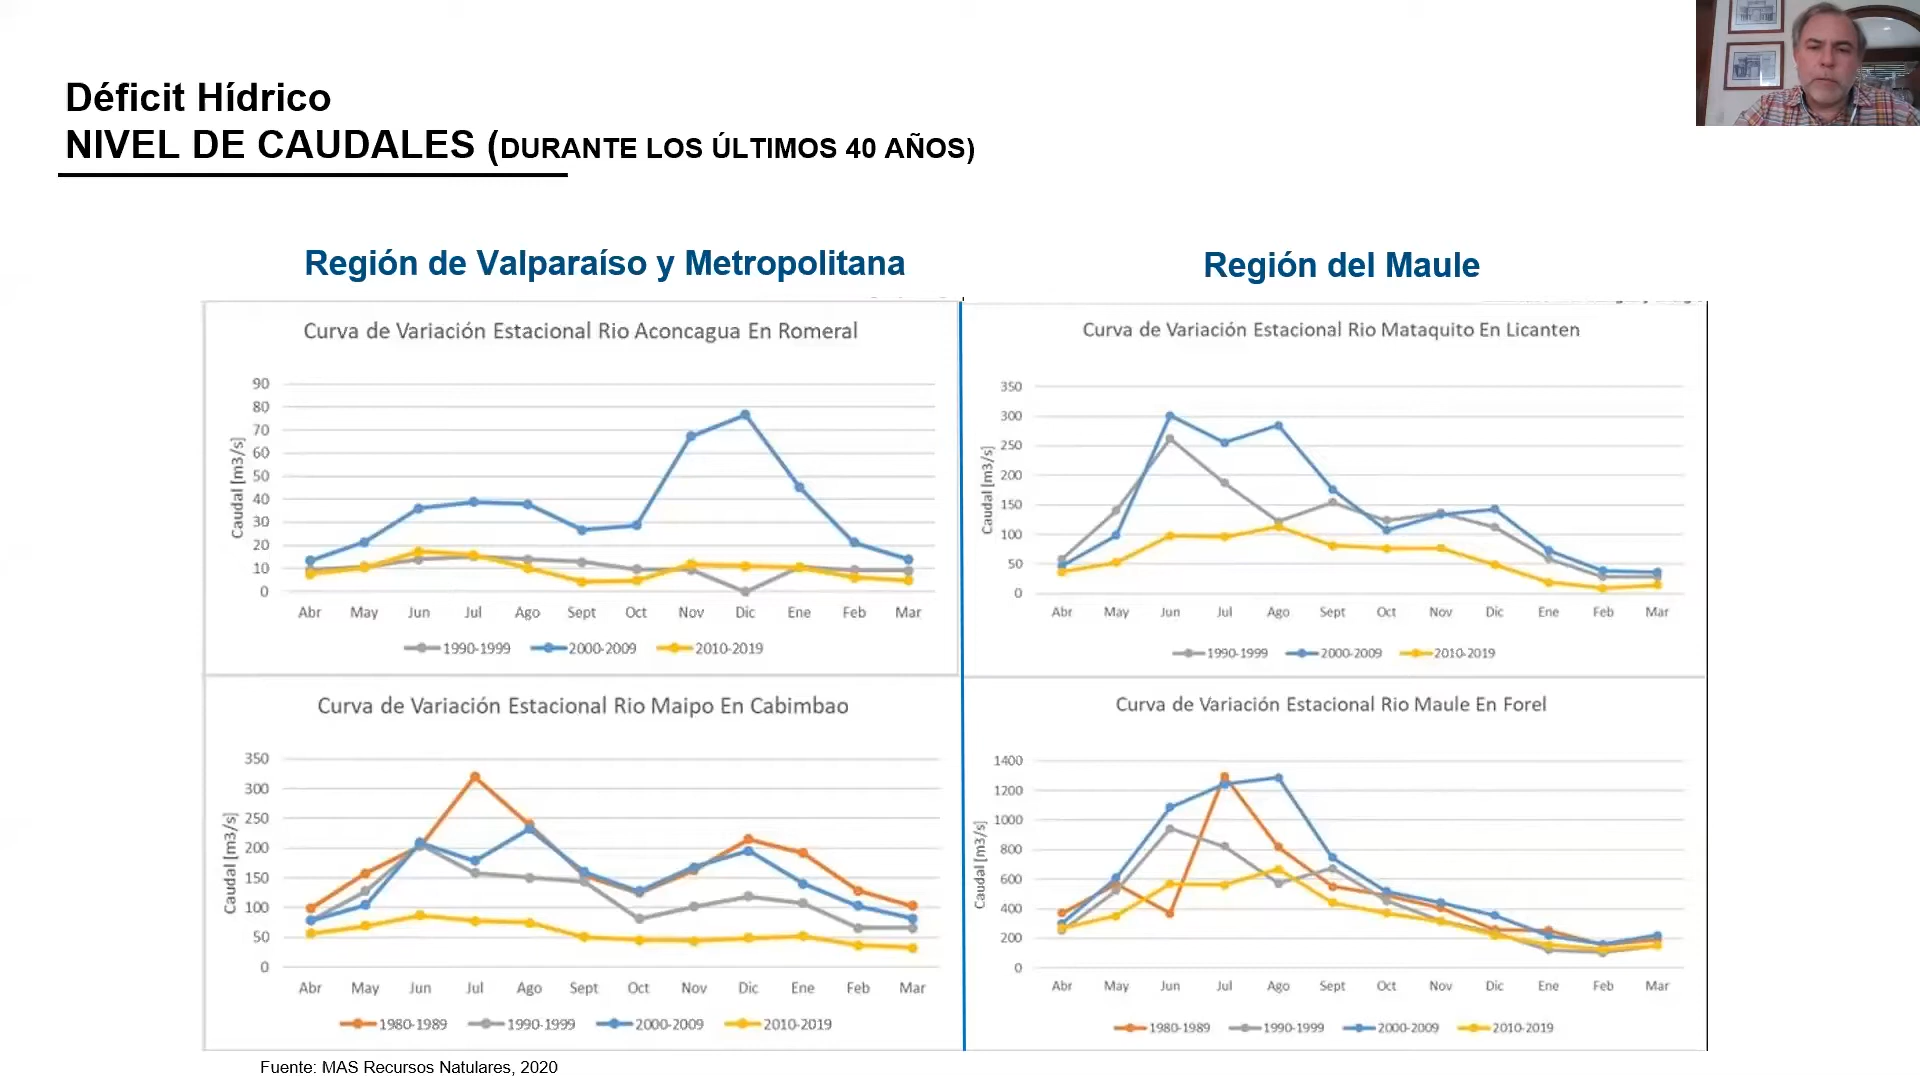 Déficit Hídrico
NIVEL DE CAUDALES (DURANTE LOS ÚLTIMOS 40 AÑOS)
Región de Valparaíso y Metropolitana
Región del Maule
Curva de Variación Estacional Rio Aconcagua En Romeral
Caudal [m3/s]
90
80
70
60
50
40
30
20
10
0
Abr May Jun Jul Ago Sept Oct Nov Dic Ene Feb Mar
1990-1999 2000-2009 2010-2019
Curva de Variación Estacional Rio Mataquito En Licanten
Caudal [m3/s]
350
300
250
200
150
100
50
0
Abr May Jun Jul Ago Sept Oct Nov Dic Ene Feb Mar
1990-1999 2000-2009 2010-2019
Curva de Variación Estacional Rio Maipo En Cabimbao
Caudal [m3/s]
350
300
250
200
150
100
50
0
Abr May Jun Jul Ago Sept Oct Nov Dic Ene Feb Mar
1980-1989 1990-1999 2000-2009 2010-2019
Curva de Variación Estacional Rio Maule En Forel
Caudal [m3/s]
1400
1200
1000
800
600
400
200
0
Abr May Jun Jul Ago Sept Oct Nov Dic Ene Feb Mar
1980-1989 1990-1999 2000-2009 2010-2019
Fuente: MAS Recursos Natulares, 2020